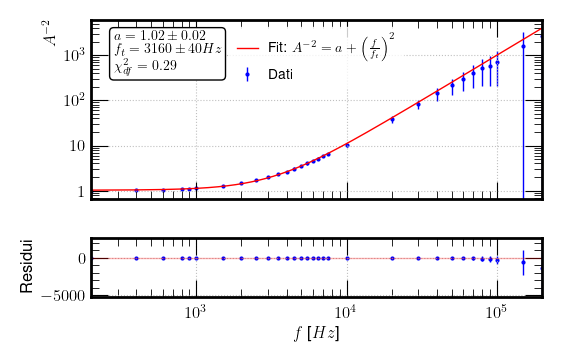 A⁻²
a = 1.02 ± 0.02
f_t = 3160 ± 40Hz
χ²_df = 0.29
Fit: A⁻² = a + (f/f_t)²
Dati
10³
10²
10
1
Residui
0
−5000
10³ 10⁴ 10⁵
f [Hz]